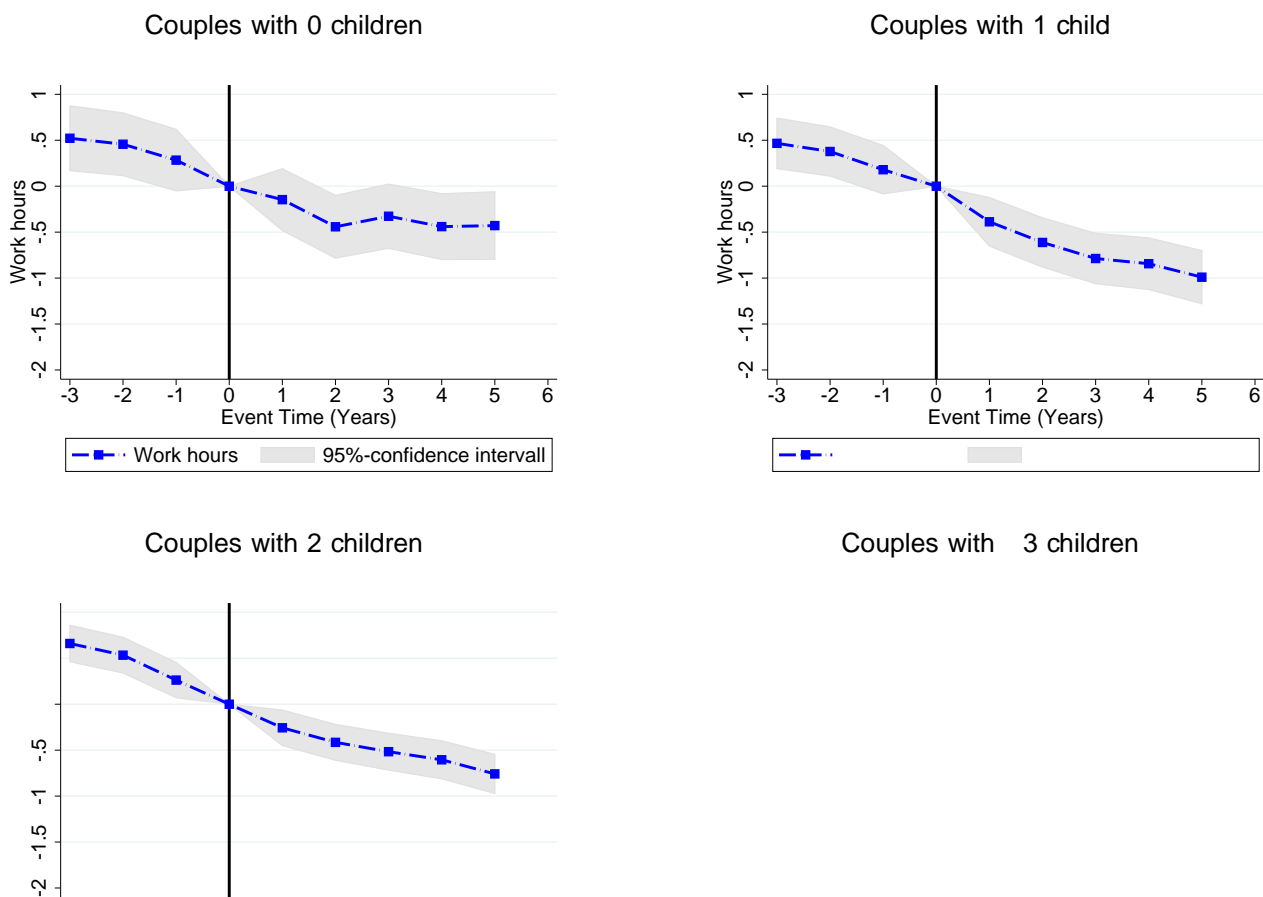 Couples with 0 children
Work hours
1
.5
0
-.5
-1
-1.5
-2
-3 -2 -1 0 1 2 3 4 5 6
Event Time (Years)
Work hours 95%-confidence intervall
Couples with 1 child
Work hours
1
.5
0
-.5
-1
-1.5
-2
-3 -2 -1 0 1 2 3 4 5 6
Event Time (Years)
Couples with 2 children
-.5
-1
-1.5
-2
Couples with 3 children